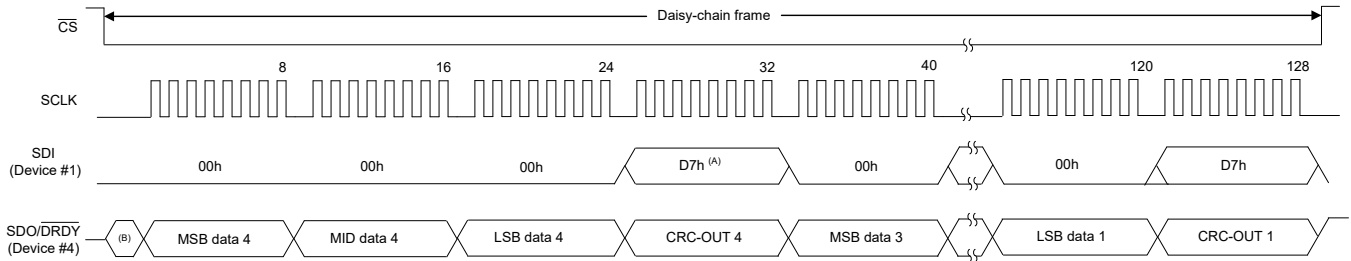 Daisy-chain frame
CS
8 16 24 32 40 120 128
SCLK
SDI
(Device #1)
00h 00h 00h D7h (A) 00h 00h D7h
SDO/DRDY
(Device #4)
(B) MSB data 4 MID data 4 LSB data 4 CRC-OUT 4 MSB data 3 LSB data 1 CRC-OUT 1